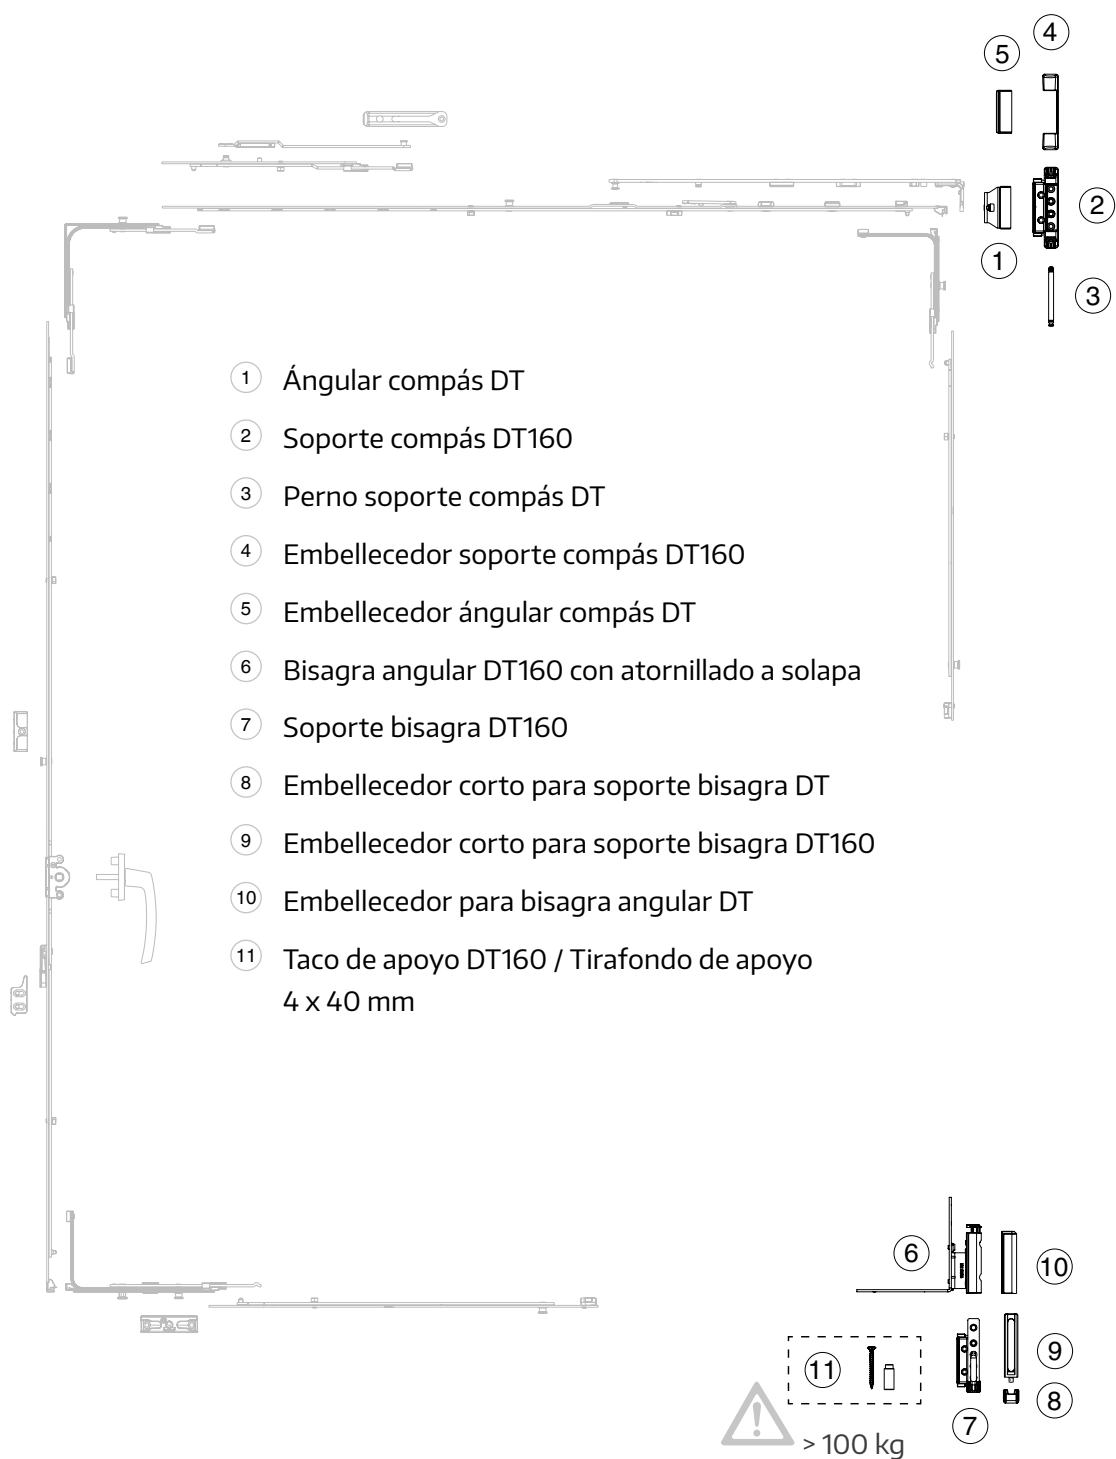 4
5
2
1
3
1 Ángular compás DT
2 Soporte compás DT160
3 Perno soporte compás DT
4 Embellecedor soporte compás DT160
5 Embellecedor ángular compás DT
6 Bisagra angular DT160 con atornillado a solapa
7 Soporte bisagra DT160
8 Embellecedor corto para soporte bisagra DT
9 Embellecedor corto para soporte bisagra DT160
10 Embellecedor para bisagra angular DT
11 Taco de apoyo DT160 / Tirafondo de apoyo
4 x 40 mm
6
10
9
11
8
7
> 100 kg